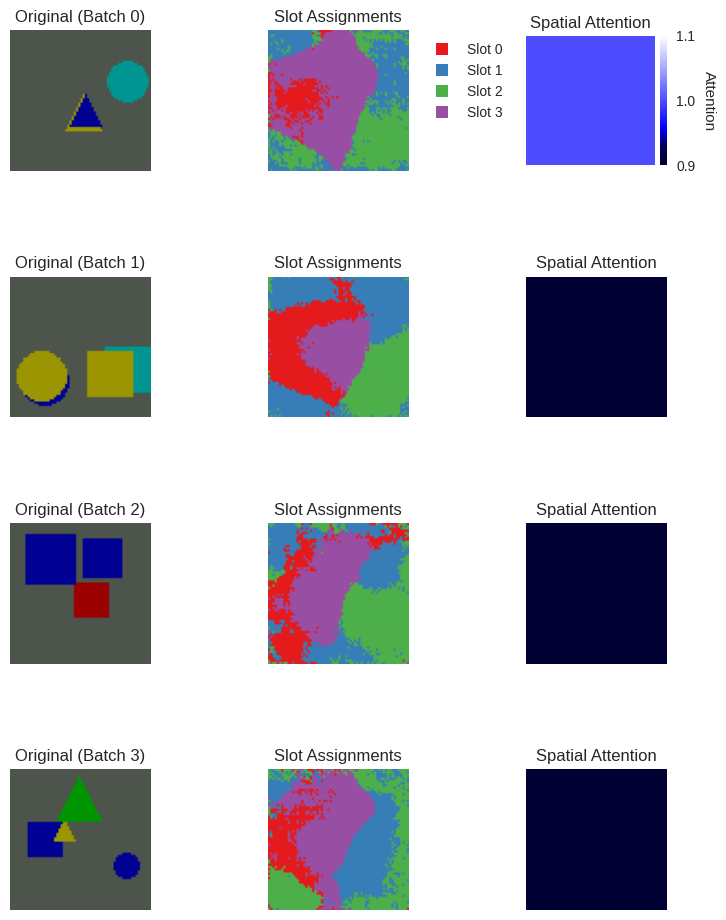 Original (Batch 0)
Slot Assignments
Slot 0
Slot 1
Slot 2
Slot 3
Spatial Attention
1.1
1.0
0.9
Attention
Original (Batch 1)
Slot Assignments
Spatial Attention
Original (Batch 2)
Slot Assignments
Spatial Attention
Original (Batch 3)
Slot Assignments
Spatial Attention